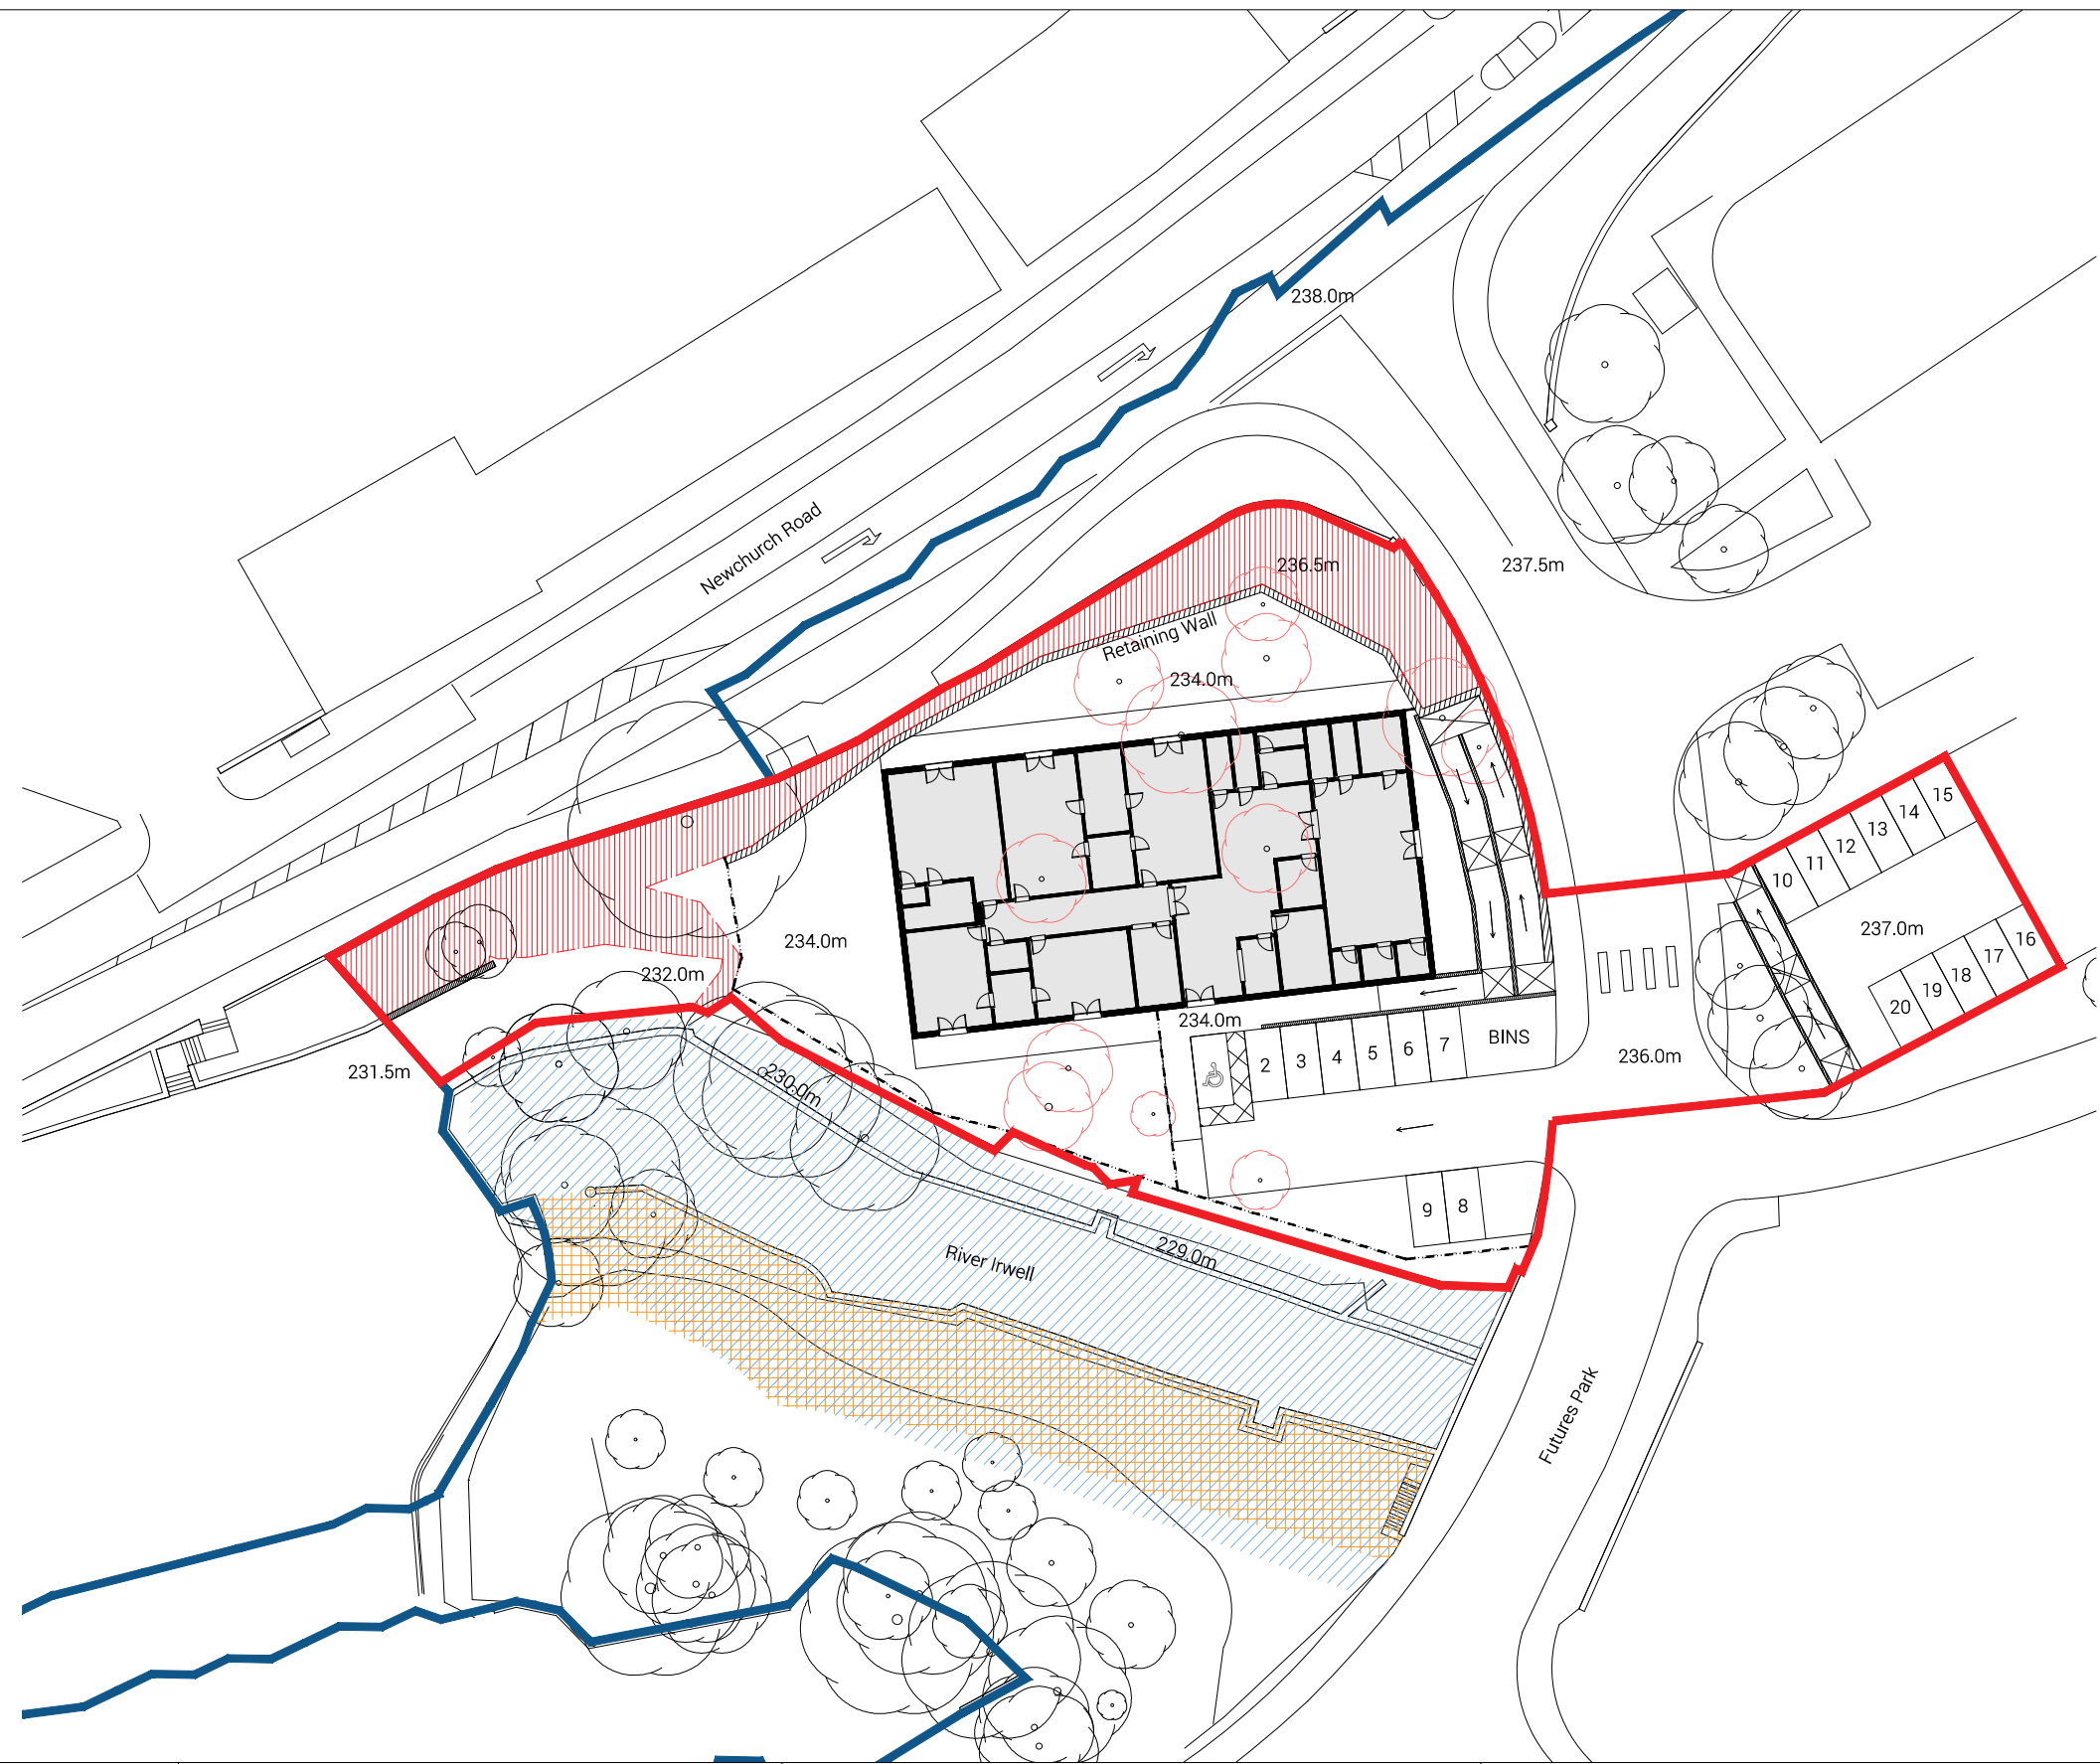 238.0m
Newchurch Road
236.5m
237.5m
Retaining Wall
234.0m
15
14
13
12
11
10
237.0m
16
17
18
19
20
234.0m
232.0m
234.0m
231.5m
230.0m
2
3
4
5
6
7
BINS
236.0m
9
8
River Irwell
229.0m
Futures Park